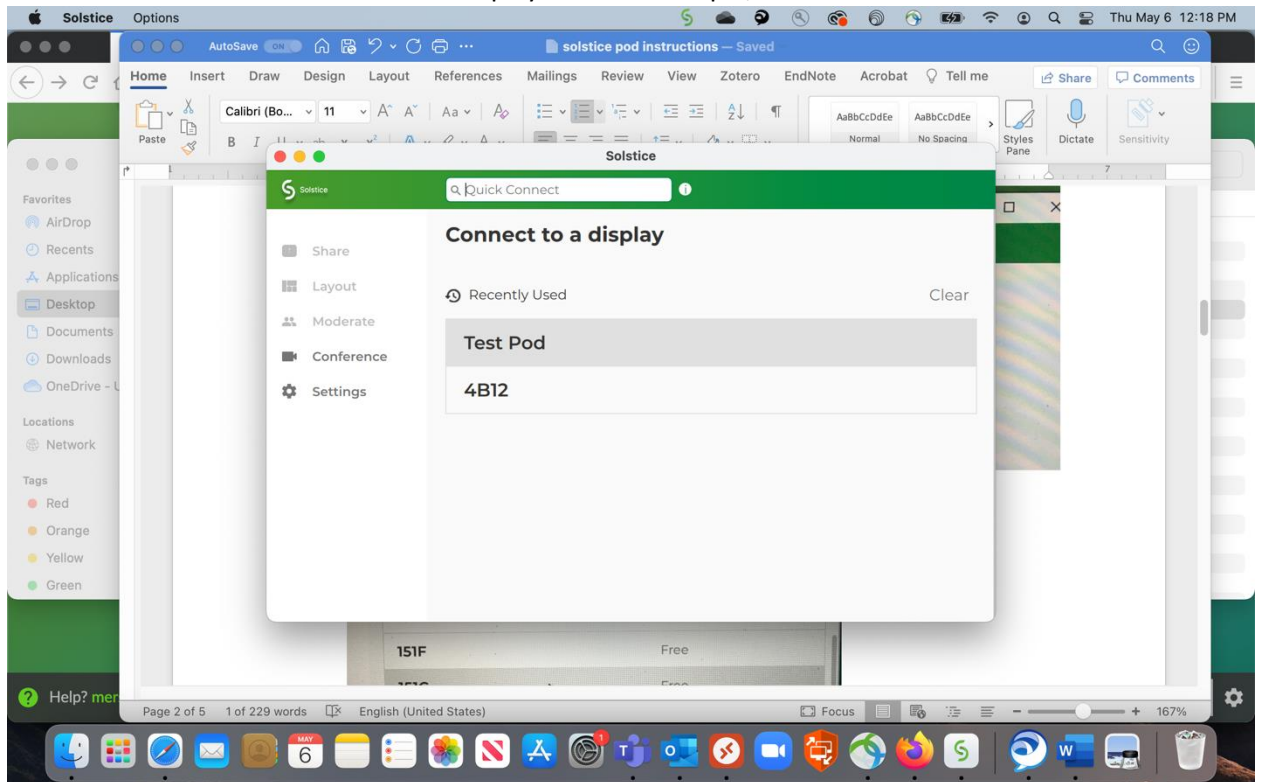 Solstice Options Thu May 6 12:18 PM
AutoSave ON solstice pod instructions — Saved
Home Insert Draw Design Layout References Mailings Review View Zotero EndNote Acrobat Tell me Share Comments
Calibri (Bo... 11 A A Aa A
AaBbCcDdEe AaBbCcDdEe
Paste B I U Normal No Spacing Styles Pane Dictate Sensitivity
Solstice
Solstice Quick Connect
Favorites
AirDrop
Recents
Applications
Desktop
Documents
Downloads
OneDrive - U
Locations
Network
Tags
Red
Orange
Yellow
Green
Share
Layout
Moderate
Conference
Settings
Connect to a display
Recently Used Clear
Test Pod
4B12
151F Free
Help? mer
Page 2 of 5 1 of 229 words English (United States) Focus 167%
MAY
6